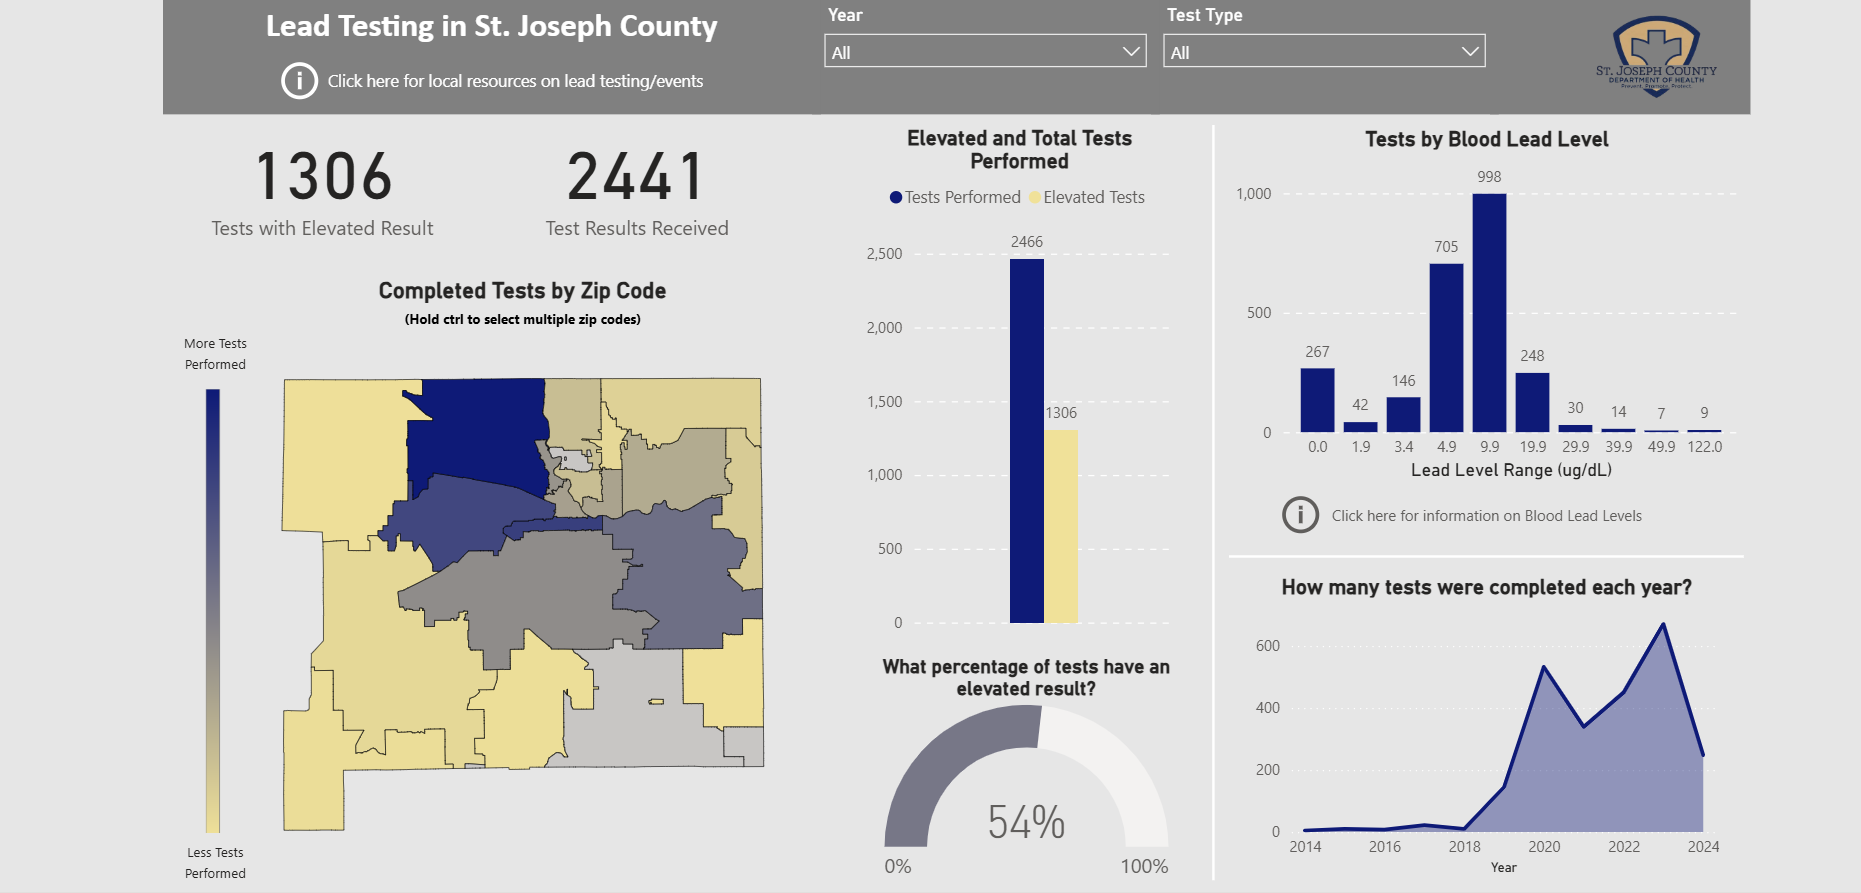 Lead Testing in St. Joseph County
Click here for local resources on lead testing/events
Year
All
Test Type
All
ST. JOSEPH COUNTY
DEPARTMENT OF HEALTH
Prevent. Promote. Protect.
1306
Tests with Elevated Result
2441
Test Results Received
Completed Tests by Zip Code
(Hold ctrl to select multiple zip codes)
More Tests
Performed
Less Tests
Performed
Elevated and Total Tests
Performed
Tests Performed
Elevated Tests
2,500
2,000
1,500
1,000
500
0
2466
1306
What percentage of tests have an
elevated result?
54%
0%
100%
Tests by Blood Lead Level
1,000
500
0
267
42
146
705
998
248
30
14
7
9
0.0
1.9
3.4
4.9
9.9
19.9
29.9
39.9
49.9
122.0
Lead Level Range (ug/dL)
Click here for information on Blood Lead Levels
How many tests were completed each year?
600
400
200
0
2014
2016
2018
2020
2022
2024
Year